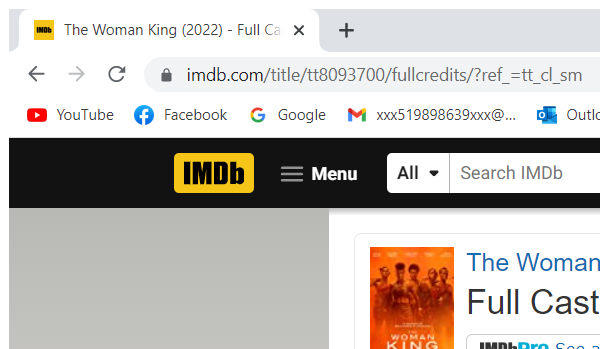 IMDb The Woman King (2022) - Full Ca
imdb.com/title/tt8093700/fullcredits/?ref_=tt_cl_sm
YouTube Facebook Google xxx519898639xxx@... Outlo
IMDb Menu All Search IMDb
The Woman
Full Cast
THE
WOMAN
KING
IMDbPro See a